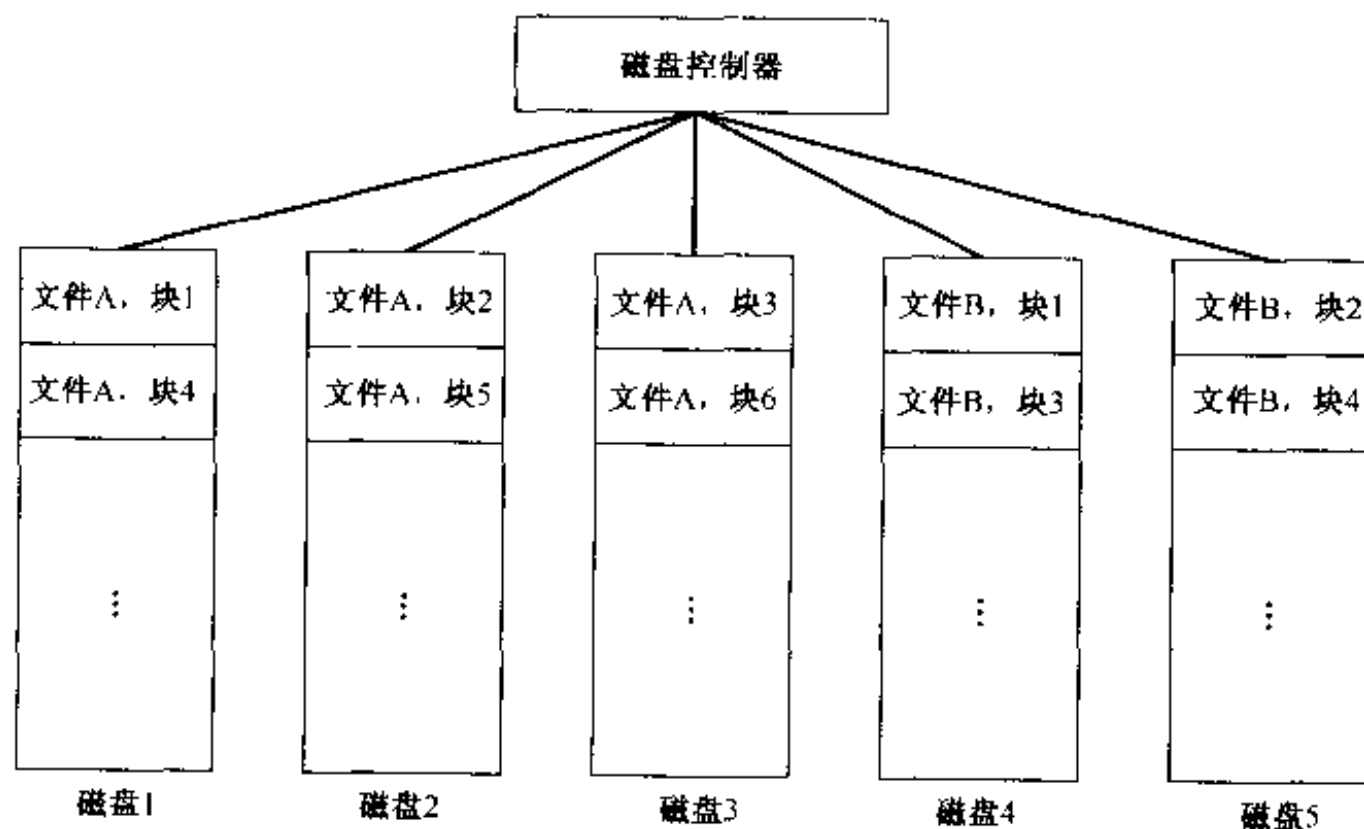 磁盘控制器
文件A，块1 文件A，块2 文件A，块3 文件B，块1 文件B，块2
文件A，块4 文件A，块5 文件A，块6 文件B，块3 文件B，块4
⋮ ⋮ ⋮ ⋮ ⋮
磁盘1 磁盘2 磁盘3 磁盘4 磁盘5